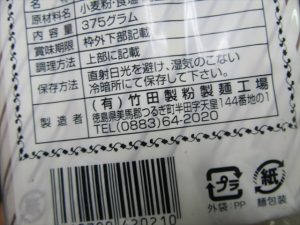 原材料名 小麦粉・食塩
内容量 375グラム
賞味期限 枠外下部記載
調理方法 上部に記載
保存方法 直射日光を避け、湿気のこない
冷暗所にて保存して下さい。
製造者 (有)竹田製粉製麺工場
徳島県美馬郡つるぎ町半田字天皇144番地の1
TEL(0883)64-2020
プラ
外袋:PP
紙
麺包装
420210